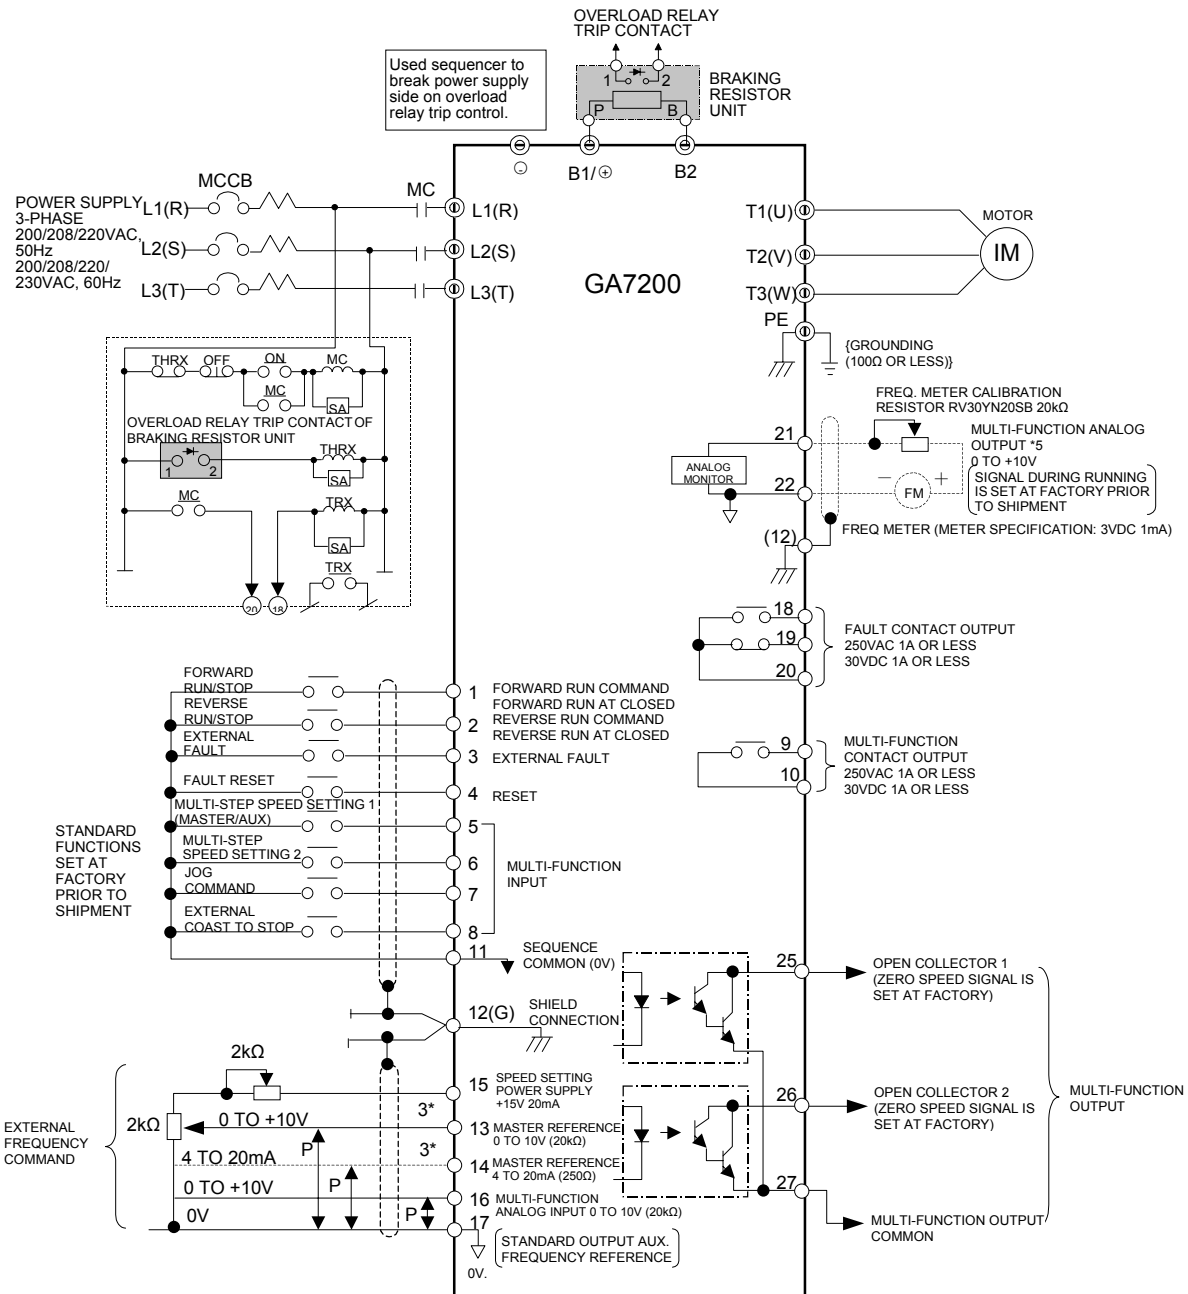 OVERLOAD RELAY
TRIP CONTACT
Used sequencer to
break power supply
side on overload
relay trip control.
1
2
P
B
BRAKING
RESISTOR
UNIT
B1/⊕
B2
MCCB
MC
POWER SUPPLY
3-PHASE
200/208/220VAC,
50Hz
200/208/220/
230VAC, 60Hz
L1(R)
L2(S)
L3(T)
L1(R)
L2(S)
L3(T)
GA7200
T1(U)
T2(V)
T3(W)
PE
MOTOR
IM
{GROUNDING
(100Ω OR LESS)}
THRX
OFF
ON
MC
MC
SA
OVERLOAD RELAY TRIP CONTACT OF
BRAKING RESISTOR UNIT
1
2
THRX
SA
MC
TRX
SA
TRX
20
18
FREQ. METER CALIBRATION
RESISTOR RV30YN20SB 20kΩ
21
ANALOG
MONITOR
22
(12)
FM
− +
MULTI-FUNCTION ANALOG
OUTPUT *5
0 TO +10V
SIGNAL DURING RUNNING
IS SET AT FACTORY PRIOR
TO SHIPMENT
FREQ METER (METER SPECIFICATION: 3VDC 1mA)
18
19
20
FAULT CONTACT OUTPUT
250VAC 1A OR LESS
30VDC 1A OR LESS
9
10
MULTI-FUNCTION
CONTACT OUTPUT
250VAC 1A OR LESS
30VDC 1A OR LESS
STANDARD
FUNCTIONS
SET AT
FACTORY
PRIOR TO
SHIPMENT
FORWARD
RUN/STOP
REVERSE
RUN/STOP
EXTERNAL
FAULT
FAULT RESET
MULTI-STEP SPEED SETTING 1
(MASTER/AUX)
MULTI-STEP
SPEED SETTING 2
JOG
COMMAND
EXTERNAL
COAST TO STOP
1 FORWARD RUN COMMAND
FORWARD RUN AT CLOSED
2 REVERSE RUN COMMAND
REVERSE RUN AT CLOSED
3 EXTERNAL FAULT
4 RESET
5
6
7
8
MULTI-FUNCTION
INPUT
11
SEQUENCE
COMMON (0V)
12(G)
SHIELD
CONNECTION
25
OPEN COLLECTOR 1
(ZERO SPEED SIGNAL IS
SET AT FACTORY)
26
OPEN COLLECTOR 2
(ZERO SPEED SIGNAL IS
SET AT FACTORY)
27
MULTI-FUNCTION OUTPUT
COMMON
MULTI-FUNCTION
OUTPUT
EXTERNAL
FREQUENCY
COMMAND
2kΩ
2kΩ
0 TO +10V
4 TO 20mA
0 TO +10V
0V
P
P
P
3*
3*
15 SPEED SETTING
POWER SUPPLY
+15V 20mA
13 MASTER REFERENCE
0 TO 10V (20kΩ)
14 MASTER REFERENCE
4 TO 20mA (250Ω)
16 MULTI-FUNCTION
ANALOG INPUT 0 TO 10V (20kΩ)
17
0V.
STANDARD OUTPUT AUX.
FREQUENCY REFERENCE